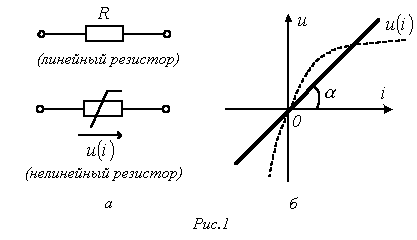 R
(линейный резистор)
u(i)
(нелинейный резистор)
а
u
u(i)
α
i
0
б
Рис.1